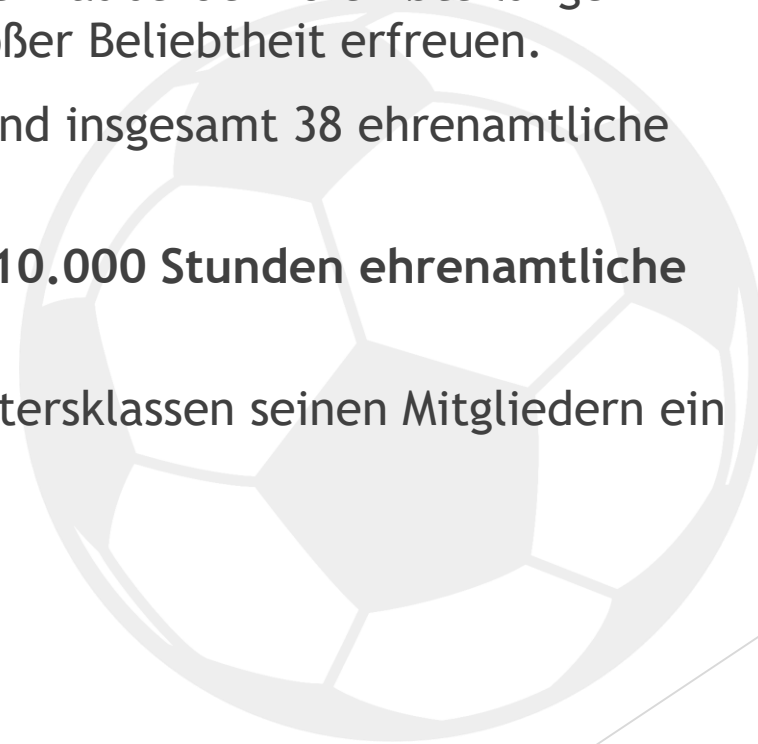 ßer Beliebtheit erfreuen.
nd insgesamt 38 ehrenamtliche
10.000 Stunden ehrenamtliche
tersklassen seinen Mitgliedern ein